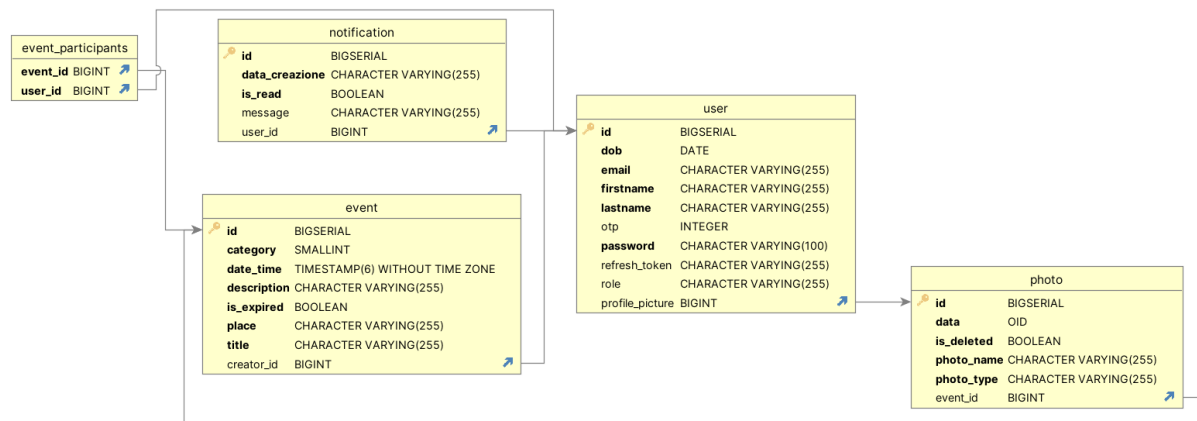 event_participants
event_id BIGINT
user_id BIGINT
notification
id BIGSERIAL
data_creazione CHARACTER VARYING(255)
is_read BOOLEAN
message CHARACTER VARYING(255)
user_id BIGINT
event
id BIGSERIAL
category SMALLINT
date_time TIMESTAMP(6) WITHOUT TIME ZONE
description CHARACTER VARYING(255)
is_expired BOOLEAN
place CHARACTER VARYING(255)
title CHARACTER VARYING(255)
creator_id BIGINT
user
id BIGSERIAL
dob DATE
email CHARACTER VARYING(255)
firstname CHARACTER VARYING(255)
lastname CHARACTER VARYING(255)
otp INTEGER
password CHARACTER VARYING(100)
refresh_token CHARACTER VARYING(255)
role CHARACTER VARYING(255)
profile_picture BIGINT
photo
id BIGSERIAL
data OID
is_deleted BOOLEAN
photo_name CHARACTER VARYING(255)
photo_type CHARACTER VARYING(255)
event_id BIGINT